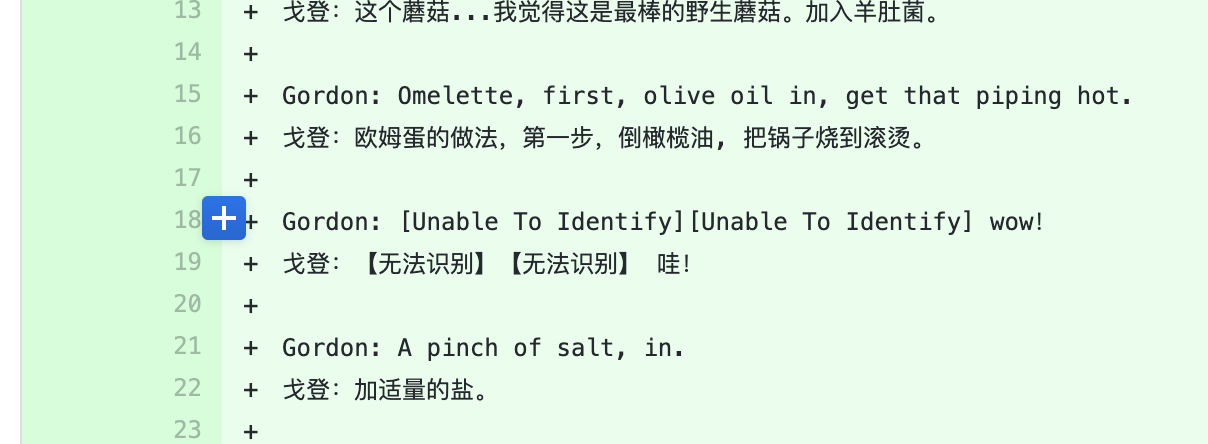 13 + 戈登：这个蘑菇...我觉得这是最棒的野生蘑菇。加入羊肚菌。
14 +
15 + Gordon: Omelette, first, olive oil in, get that piping hot.
16 + 戈登：欧姆蛋的做法，第一步，倒橄榄油, 把锅子烧到滚烫。
17 +
18 + Gordon: [Unable To Identify][Unable To Identify] wow!
19 + 戈登：【无法识别】【无法识别】 哇！
20 +
21 + Gordon: A pinch of salt, in.
22 + 戈登：加适量的盐。
23 +